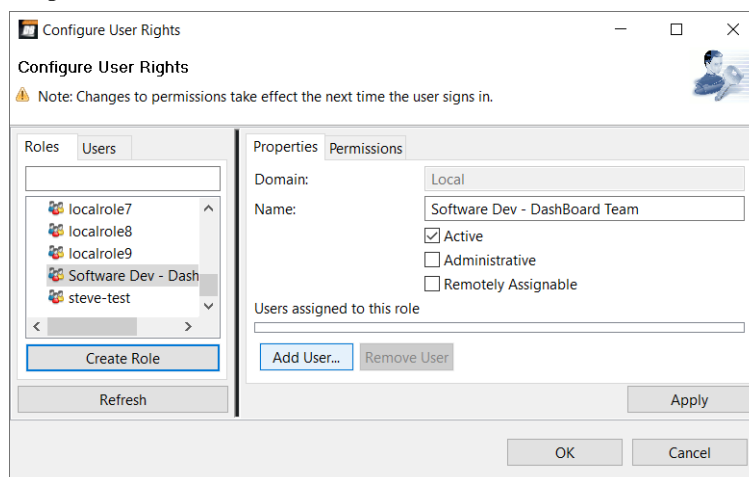 Configure User Rights
Configure User Rights
Note: Changes to permissions take effect the next time the user signs in.
Roles Users
Properties Permissions
Domain: Local
Name: Software Dev - DashBoard Team
Active
Administrative
Remotely Assignable
localrole7
localrole8
localrole9
Software Dev - Dash
steve-test
Users assigned to this role
Create Role
Add User... Remove User
Refresh
Apply
OK Cancel